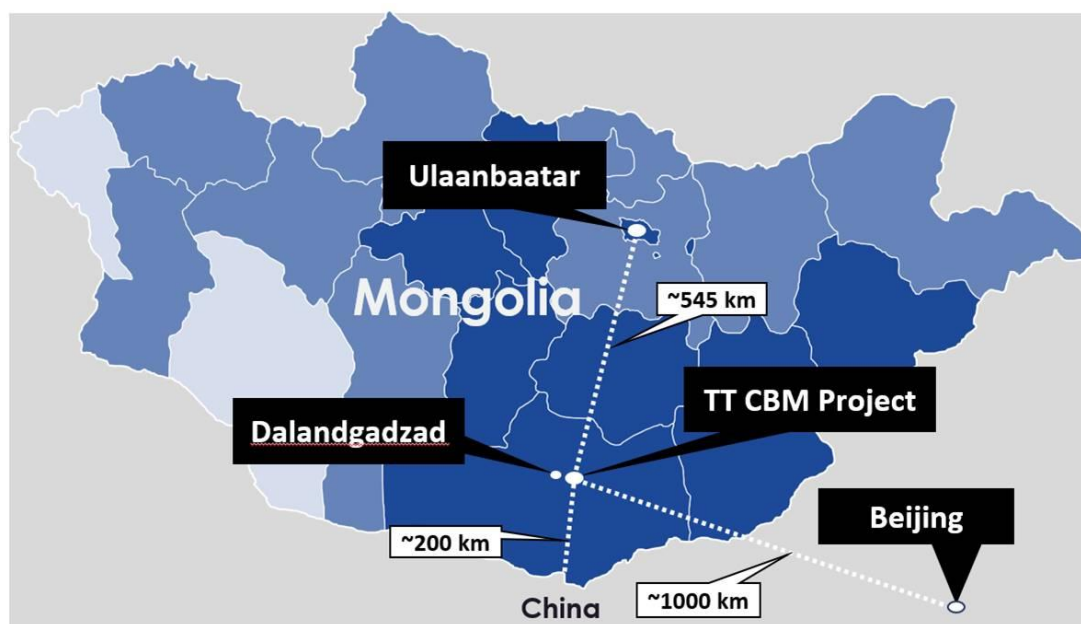 Ulaanbaatar
Mongolia
~545 km
TT CBM Project
Dalandgadzad
Beijing
~200 km
~1000 km
China